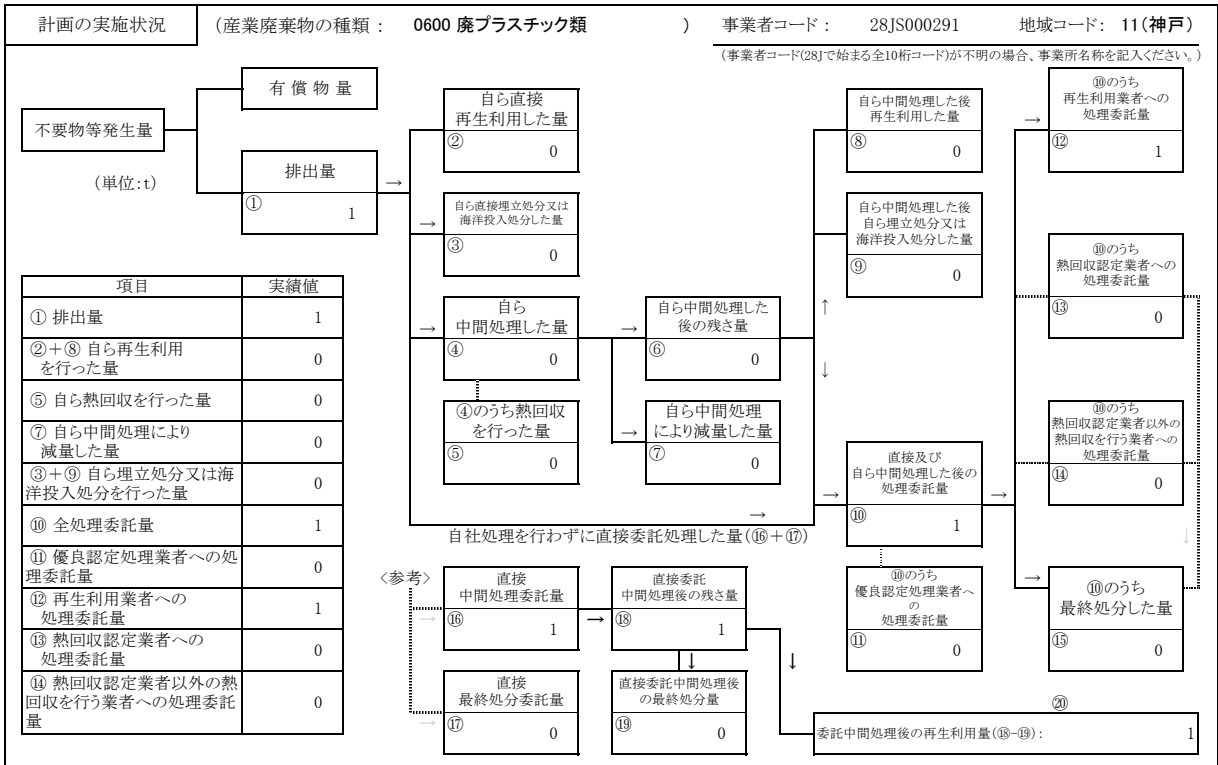 計画の実施状況
(産業廃棄物の種類： 0600 廃プラスチック類 )
事業者コード： 28JS000291
地域コード： 11(神戸)
(事業者コード(28Jで始まる全10桁コード)が不明の場合、事業所名称を記入ください。)
不要物等発生量
(単位:t)
有 償 物 量
排出量
→
①
1
自ら直接
再生利用した量
②
0
→
自ら直接埋立処分又は
海洋投入処分した量
③
0
→
自ら
中間処理した量
④
0
④のうち熱回収
を行った量
⑤
0
→
自ら中間処理した
後の残さ量
⑥
0
→
自ら中間処理
により減量した量
⑦
0
自ら中間処理した後
再生利用した量
⑧
0
自ら中間処理した後
自ら埋立処分又は
海洋投入処分した量
⑨
0
↑
↓
→
直接及び
自ら中間処理した後の
処理委託量
⑩
1
→
⑩のうち
優良認定処理業者へ
の
処理委託量
⑪
0
→
⑩のうち
再生利用業者への
処理委託量
⑫
1
⑩のうち
熱回収認定業者への
処理委託量
⑬
0
⑩のうち
熱回収認定業者以外の
熱回収を行う業者への
処理委託量
⑭
0
↓
→
⑩のうち
最終処分した量
⑮
0
→
自社処理を行わずに直接委託処理した量(⑯＋⑰)
項目 実績値
① 排出量 1
②＋⑧ 自ら再生利用
を行った量 0
⑤ 自ら熱回収を行った量 0
⑦ 自ら中間処理により
減量した量 0
③＋⑨ 自ら埋立処分又は海
洋投入処分を行った量 0
⑩ 全処理委託量 1
⑪ 優良認定処理業者への処
理委託量 0
⑫ 再生利用業者への
処理委託量 1
⑬ 熱回収認定業者への
処理委託量 0
⑭ 熱回収認定業者以外の熱
回収を行う業者への処理委託
量 0
〈参考〉
→
直接
中間処理委託量
⑯
1
→
直接委託
中間処理後の残さ量
⑱
1
↓
↓
→
直接
最終処分委託量
⑰
0
直接委託中間処理後
の最終処分量
⑲
0
⑳
委託中間処理後の再生利用量(⑱-⑲)： 1